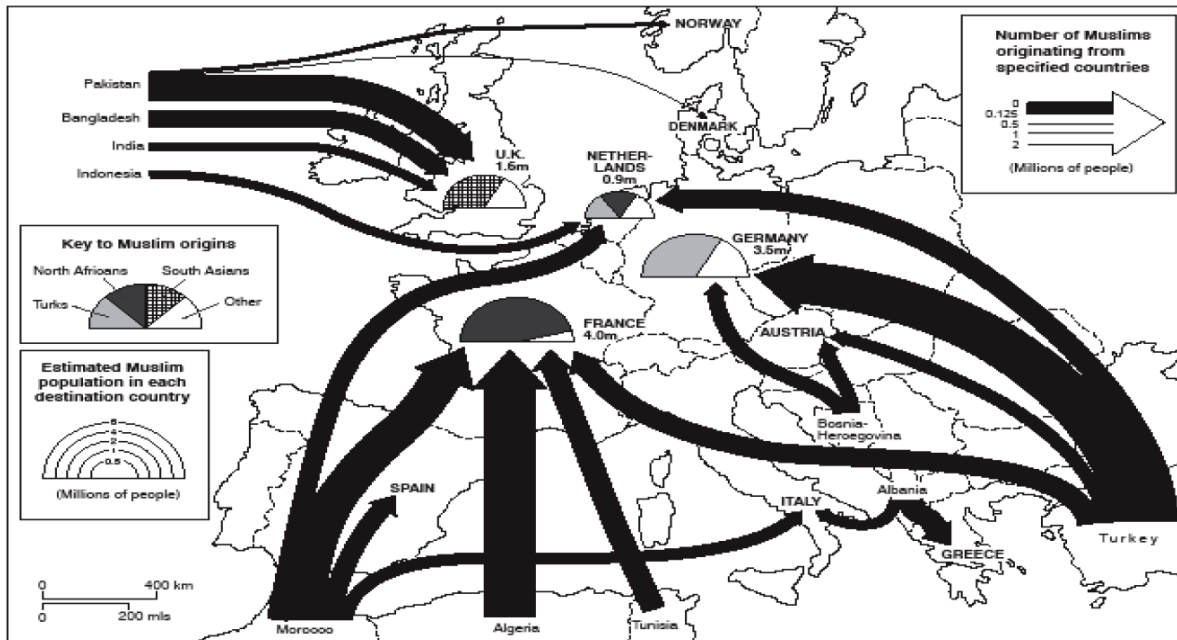 NORWAY
Number of Muslims
originating from
specified countries
0
0.125
0.5
1
2
(Millions of people)
Pakistan
Bangladesh
India
Indonesia
DENMARK
U.K.
1.6m
NETHER-
LANDS
0.9m
GERMANY
3.5m
Key to Muslim origins
North Africans
South Asians
Turks
Other
FRANCE
4.0m
AUSTRIA
Estimated Muslim
population in each
destination country
6
4
2
1
0.5
(Millions of people)
Bosnia-
Hercegovina
SPAIN
ITALY
Albania
GREECE
Turkey
0 400 km
0 200 mls
Morocco
Algeria
Tunisia